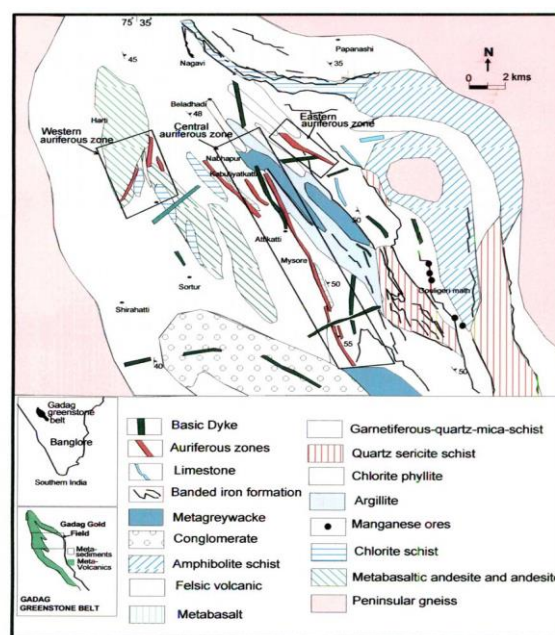 75 35
45
Papanashi
35
Nagavi
N
0 2 kms
Beladhadi
48
Harti
Western
auriferous zone
Central
auriferous zone
Eastern
auriferous zone
Nabhapur
Kabuliyatkatti
50
Attikatti
Mysore
Sortur
50
Shirahatti
55
40
50
Gadag
greenstone
belt
Banglore
Southern India
Gadag Gold
Field
Meta-
sediments
Meta-
Volcanics
GADAG
GREENSTONE BELT
Basic Dyke
Auriferous zones
Limestone
Banded iron formation
Metagreywacke
Conglomerate
Amphibolite schist
Felsic volcanic
Metabasalt
Garnetiferous-quartz-mica-schist
Quartz sericite schist
Chlorite phyllite
Argillite
Manganese ores
Chlorite schist
Metabasaltic andesite and andesite
Peninsular gneiss